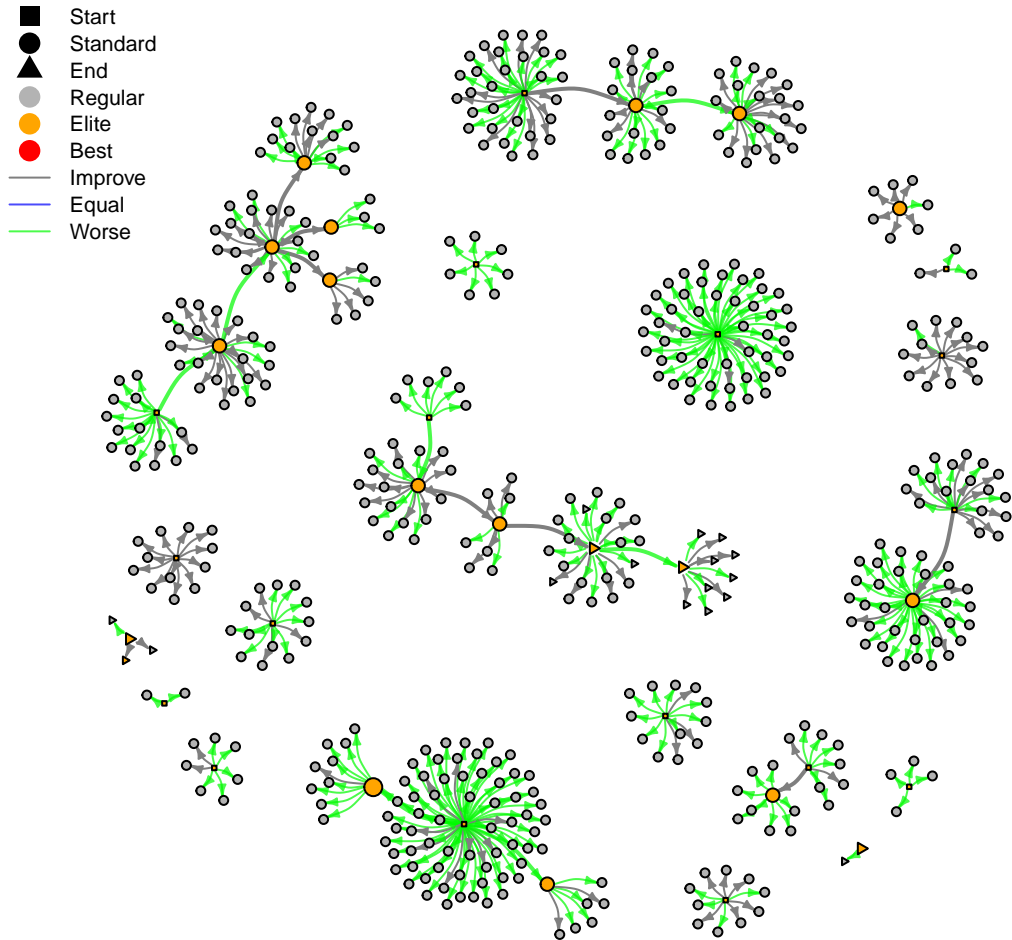 Start
Standard
End
Regular
Elite
Best
Improve
Equal
Worse